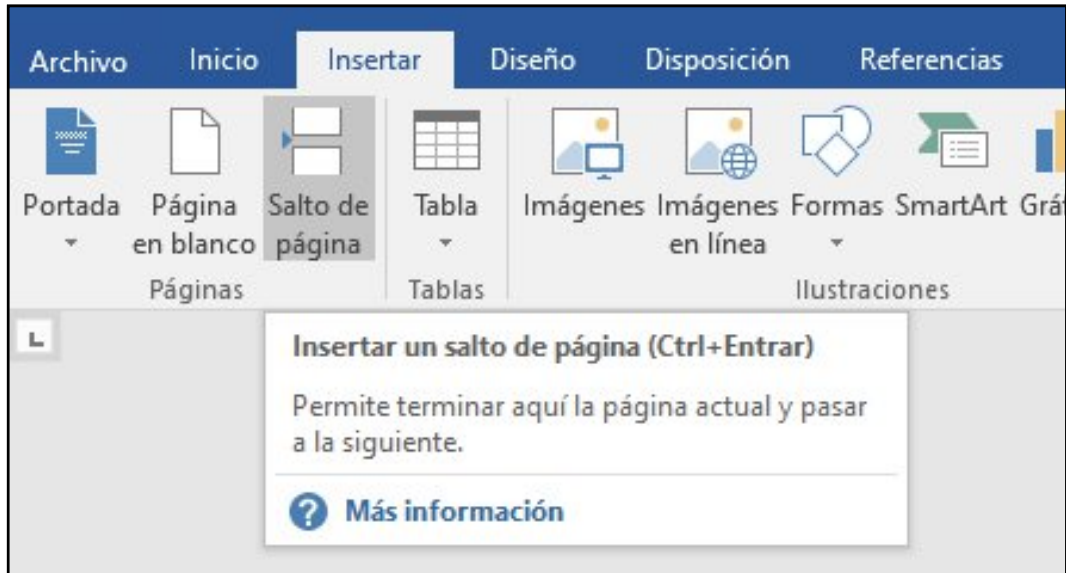 Archivo Inicio Insertar Diseño Disposición Referencias
Portada Página en blanco Salto de página Tabla Imágenes Imágenes en línea Formas SmartArt
Páginas Tablas Ilustraciones
Insertar un salto de página (Ctrl+Entrar)
Permite terminar aquí la página actual y pasar
a la siguiente.
Más información